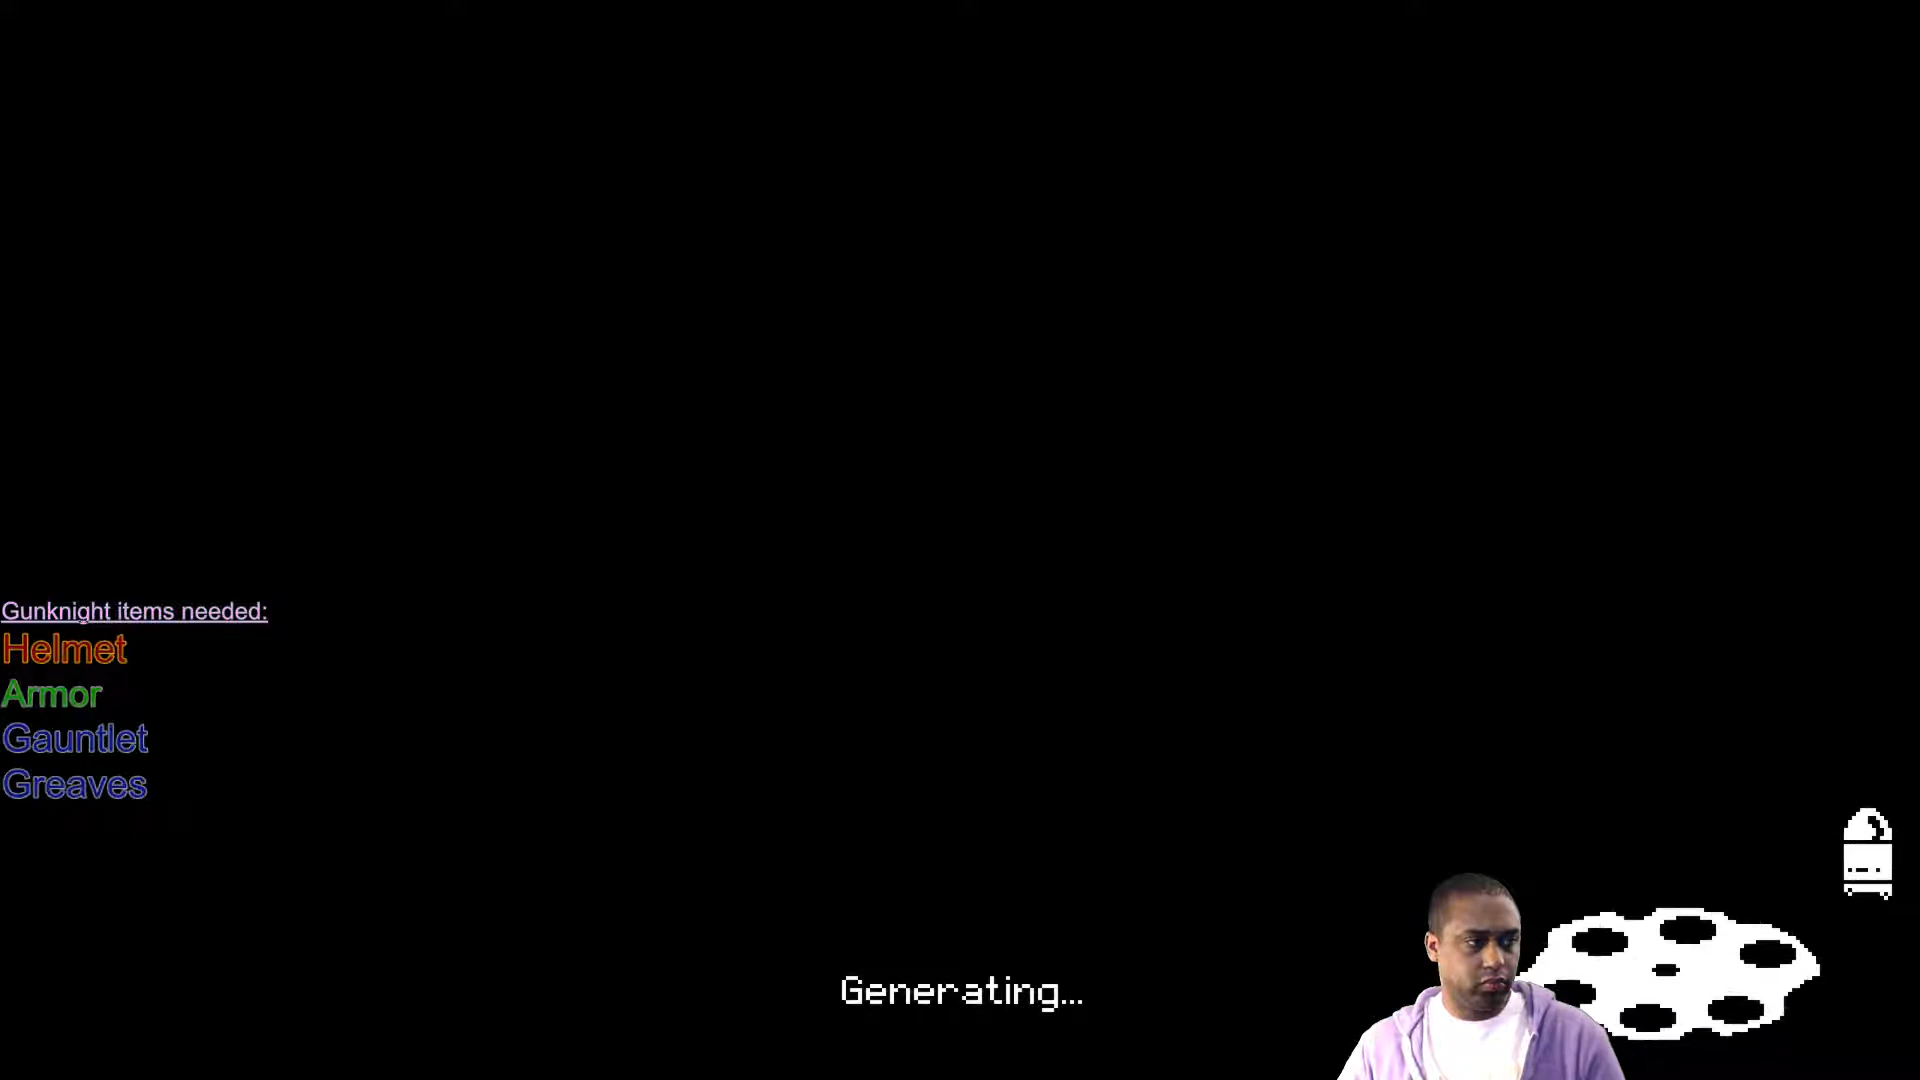 Gunknight items needed:
Helmet
Armor
Gauntlet
Greaves
Generating...